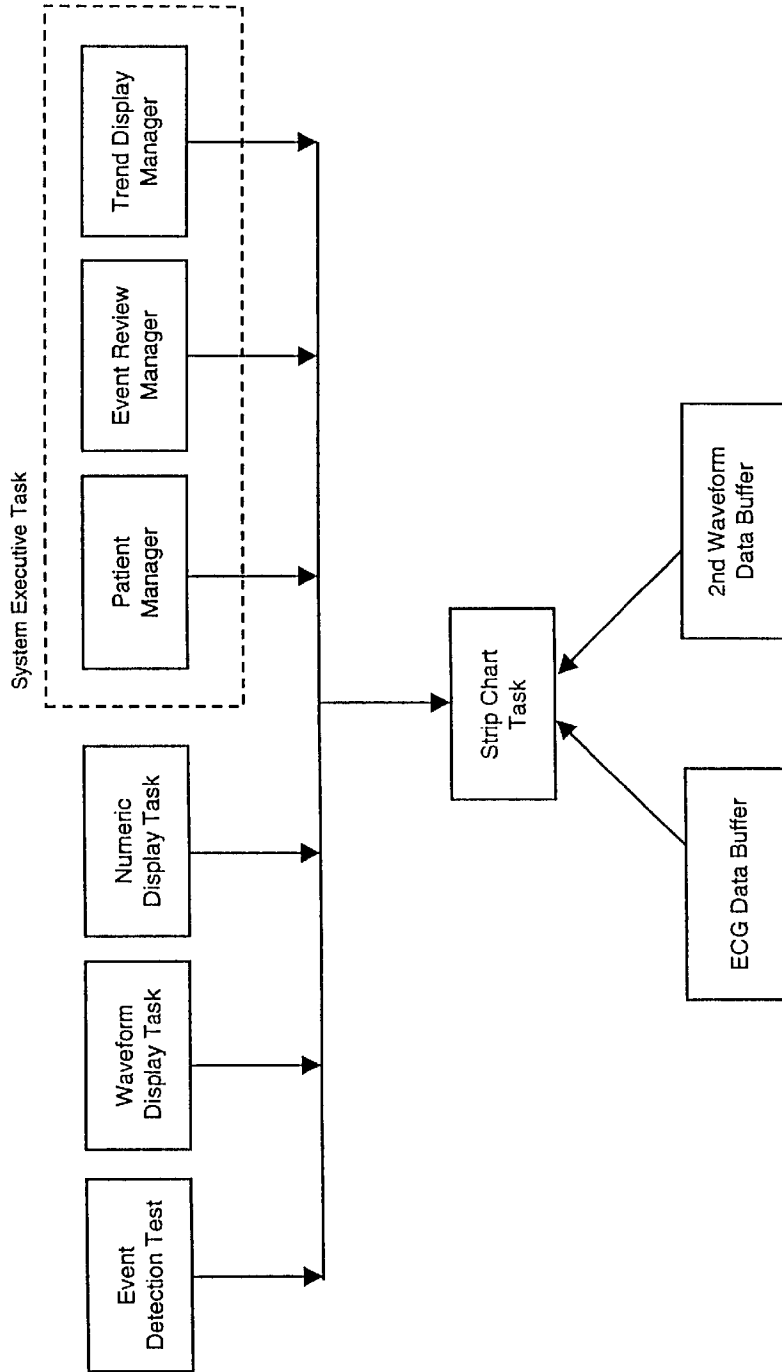 System Executive Task
Event
Detection Test
Waveform
Display Task
Numeric
Display Task
Patient
Manager
Event Review
Manager
Trend Display
Manager
Strip Chart
Task
ECG Data Buffer
2nd Waveform
Data Buffer